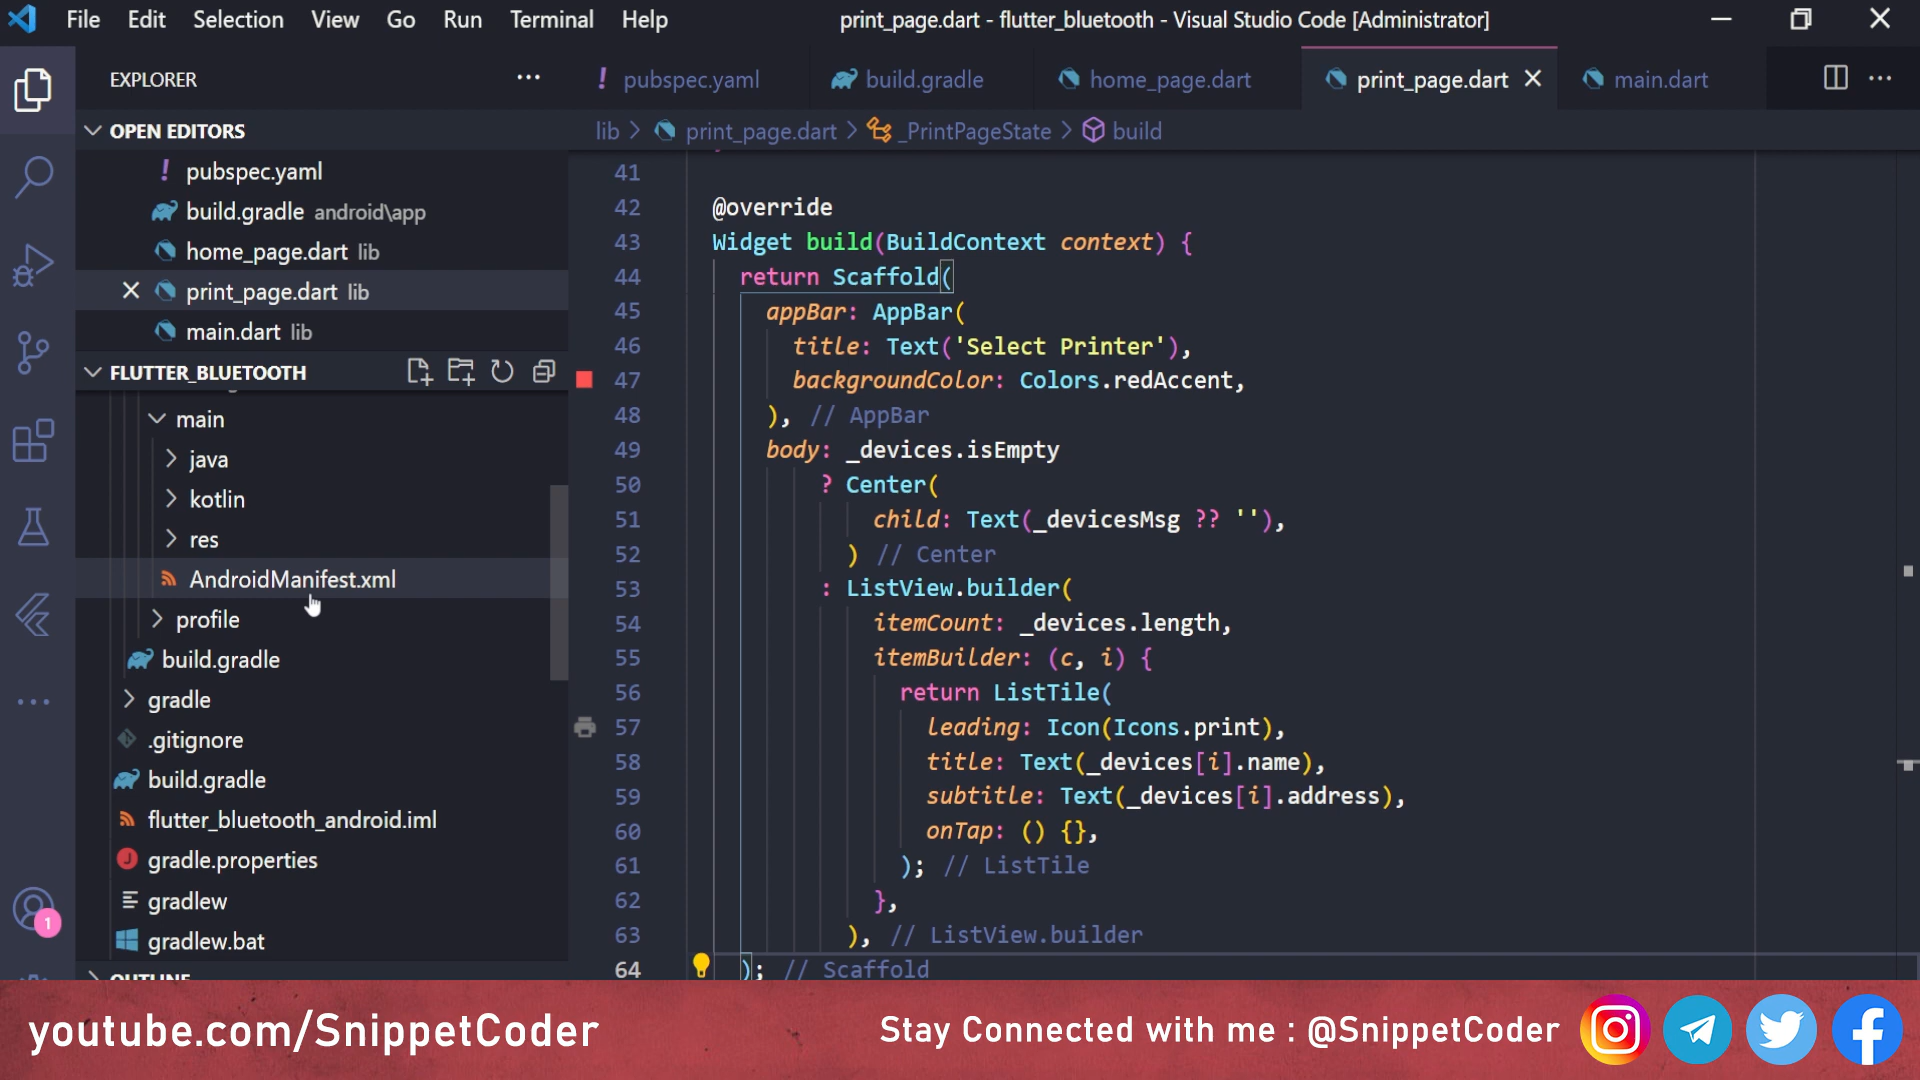 File Edit Selection View Go Run Terminal Help
print_page.dart - flutter_bluetooth - Visual Studio Code [Administrator]
EXPLORER
! pubspec.yaml
build.gradle
home_page.dart
print_page.dart
main.dart
OPEN EDITORS
! pubspec.yaml
build.gradle android\app
home_page.dart lib
print_page.dart lib
main.dart lib
FLUTTER_BLUETOOTH
main
java
kotlin
res
AndroidManifest.xml
profile
build.gradle
gradle
.gitignore
build.gradle
flutter_bluetooth_android.iml
J gradle.properties
gradlew
gradlew.bat
OUTLINE
1
lib > print_page.dart > _PrintPageState > build
41
42 @override
43 Widget build(BuildContext context) {
44 return Scaffold(
45 appBar: AppBar(
46 title: Text('Select Printer'),
47 backgroundColor: Colors.redAccent,
48 ), // AppBar
49 body: _devices.isEmpty
50 ? Center(
51 child: Text(_devicesMsg ?? ''),
52 ) // Center
53 : ListView.builder(
54 itemCount: _devices.length,
55 itemBuilder: (c, i) {
56 return ListTile(
57 leading: Icon(Icons.print),
58 title: Text(_devices[i].name),
59 subtitle: Text(_devices[i].address),
60 onTap: () {},
61 ); // ListTile
62 },
63 ), // ListView.builder
64 ); // Scaffold
youtube.com/SnippetCoder
Stay Connected with me : @SnippetCoder